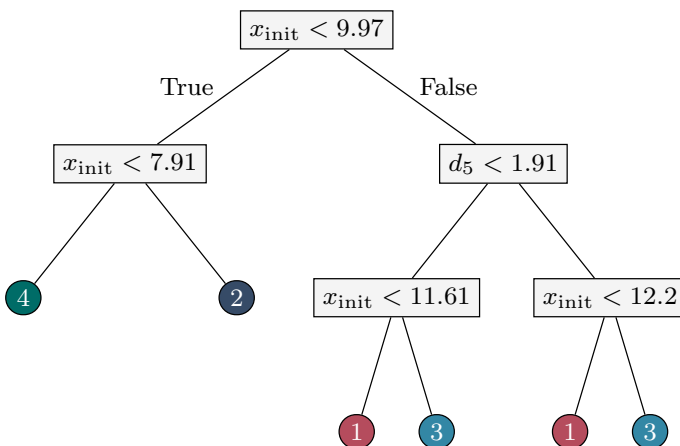 x_init < 9.97
True
False
x_init < 7.91
d_5 < 1.91
4
2
x_init < 11.61
x_init < 12.2
1
3
1
3